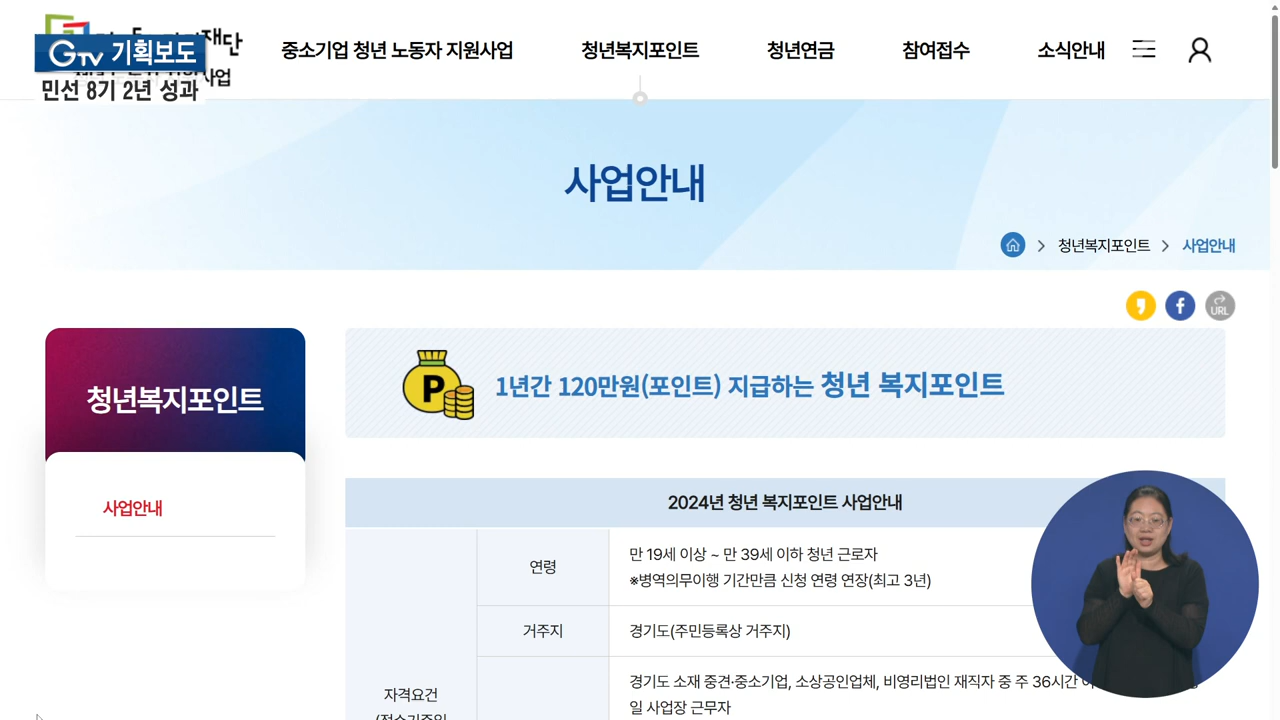 GTV 기획보도
민선 8기 2년 성과
재단
사업
중소기업 청년 노동자 지원사업
청년복지포인트
청년연금
참여접수
소식안내
사업안내
청년복지포인트
사업안내
URL
청년복지포인트
사업안내
P
1년간 120만원(포인트) 지급하는 청년 복지포인트
2024년 청년 복지포인트 사업안내
연령
만 19세 이상 ~ 만 39세 이하 청년 근로자
※병역의무이행 기간만큼 신청 연령 연장(최고 3년)
거주지
경기도(주민등록상 거주지)
자격요건
경기도 소재 중견·중소기업, 소상공인업체, 비영리법인 재직자 중 주 36시간
일 사업장 근무자